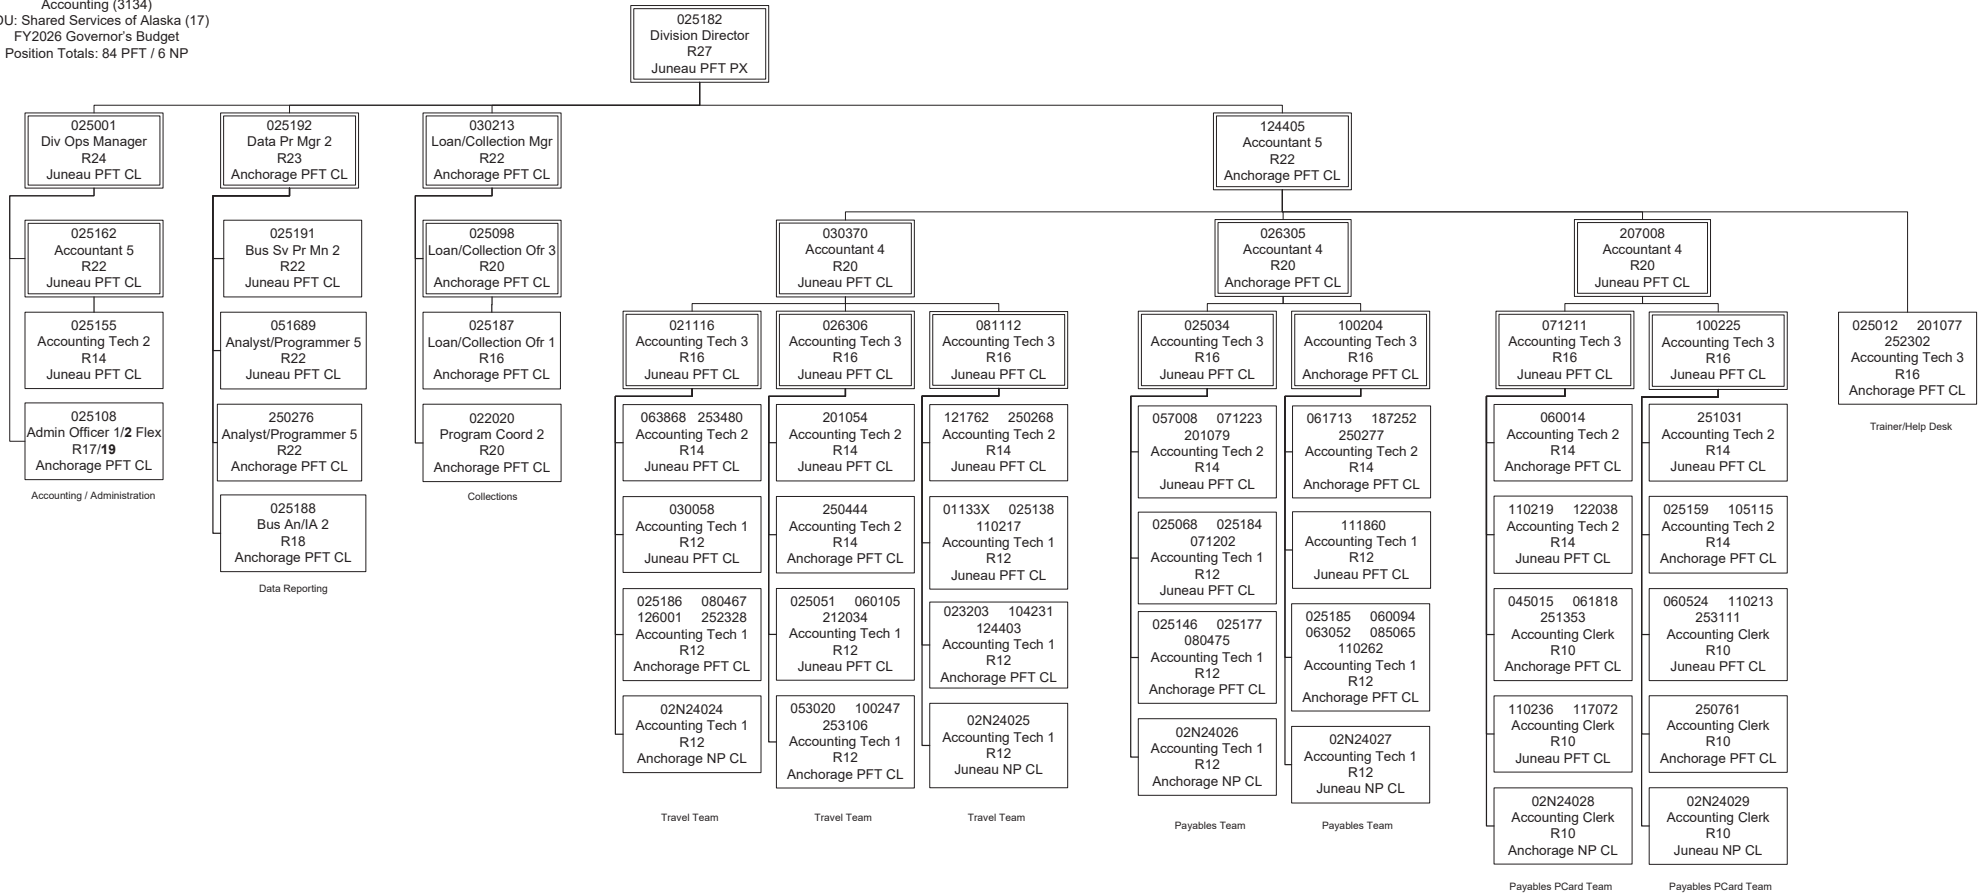 Accounting (3134)
DU: Shared Services of Alaska (17)
FY2026 Governor's Budget
Position Totals: 84 PFT / 6 NP
025182
Division Director
R27
Juneau PFT PX
025001
Div Ops Manager
R24
Juneau PFT CL
025192
Data Pr Mgr 2
R23
Anchorage PFT CL
030213
Loan/Collection Mgr
R22
Anchorage PFT CL
124405
Accountant 5
R22
Anchorage PFT CL
025162
Accountant 5
R22
Juneau PFT CL
025155
Accounting Tech 2
R14
Juneau PFT CL
025108
Admin Officer 1/2 Flex
R17/19
Anchorage PFT CL
Accounting / Administration
025191
Bus Sv Pr Mn 2
R22
Juneau PFT CL
051689
Analyst/Programmer 5
R22
Juneau PFT CL
250276
Analyst/Programmer 5
R22
Anchorage PFT CL
025188
Bus An/IA 2
R18
Anchorage PFT CL
Data Reporting
025098
Loan/Collection Ofr 3
R20
Anchorage PFT CL
025187
Loan/Collection Ofr 1
R16
Anchorage PFT CL
022020
Program Coord 2
R20
Anchorage PFT CL
Collections
030370
Accountant 4
R20
Juneau PFT CL
026305
Accountant 4
R20
Anchorage PFT CL
207008
Accountant 4
R20
Juneau PFT CL
021116
Accounting Tech 3
R16
Juneau PFT CL
063868 253480
Accounting Tech 2
R14
Juneau PFT CL
030058
Accounting Tech 1
R12
Juneau PFT CL
025186 080467
126001 252328
Accounting Tech 1
R12
Anchorage PFT CL
02N24024
Accounting Tech 1
R12
Anchorage NP CL
Travel Team
026306
Accounting Tech 3
R16
Juneau PFT CL
201054
Accounting Tech 2
R14
Juneau PFT CL
250444
Accounting Tech 2
R14
Anchorage PFT CL
025051 060105
212034
Accounting Tech 1
R12
Juneau PFT CL
053020 100247
253106
Accounting Tech 1
R12
Anchorage PFT CL
Travel Team
081112
Accounting Tech 3
R16
Juneau PFT CL
121762 250268
Accounting Tech 2
R14
Juneau PFT CL
01133X 025138
110217
Accounting Tech 1
R12
Juneau PFT CL
023203 104231
124403
Accounting Tech 1
R12
Anchorage PFT CL
02N24025
Accounting Tech 1
R12
Juneau NP CL
Travel Team
025034
Accounting Tech 3
R16
Juneau PFT CL
057008 071223
201079
Accounting Tech 2
R14
Juneau PFT CL
025068 025184
071202
Accounting Tech 1
R12
Juneau PFT CL
025146 025177
080475
Accounting Tech 1
R12
Anchorage PFT CL
02N24026
Accounting Tech 1
R12
Anchorage NP CL
Payables Team
100204
Accounting Tech 3
R16
Anchorage PFT CL
061713 187252
250277
Accounting Tech 2
R14
Anchorage PFT CL
111860
Accounting Tech 1
R12
Juneau PFT CL
025185 060094
063052 085065
110262
Accounting Tech 1
R12
Anchorage PFT CL
02N24027
Accounting Tech 1
R12
Juneau NP CL
Payables Team
071211
Accounting Tech 3
R16
Juneau PFT CL
060014
Accounting Tech 2
R14
Anchorage PFT CL
110219 122038
Accounting Tech 2
R14
Juneau PFT CL
045015 061818
251353
Accounting Clerk
R10
Anchorage PFT CL
110236 117072
Accounting Clerk
R10
Juneau PFT CL
02N24028
Accounting Clerk
R10
Anchorage NP CL
Payables PCard Team
100225
Accounting Tech 3
R16
Juneau PFT CL
251031
Accounting Tech 2
R14
Juneau PFT CL
025159 105115
Accounting Tech 2
R14
Anchorage PFT CL
060524 110213
253111
Accounting Clerk
R10
Juneau PFT CL
250761
Accounting Clerk
R10
Anchorage PFT CL
02N24029
Accounting Clerk
R10
Juneau NP CL
Payables PCard Team
025012 201077
252302
Accounting Tech 3
R16
Anchorage PFT CL
Trainer/Help Desk